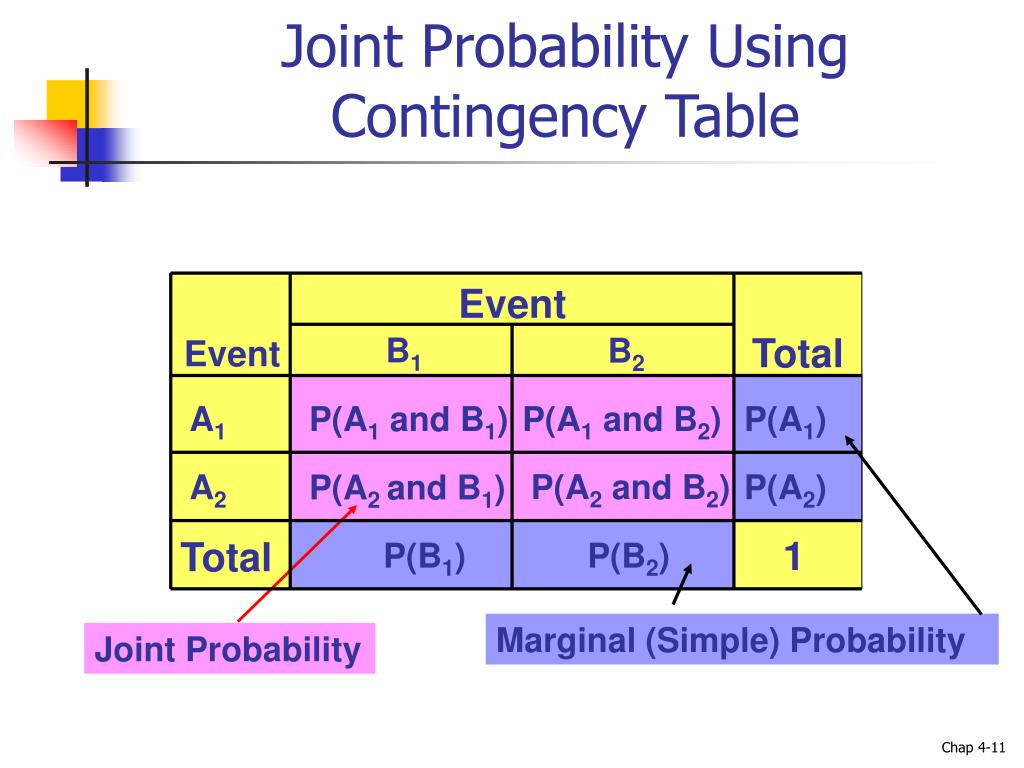 Joint Probability Using
Contingency Table
Event
Event B₁ B₂ Total
A₁ P(A₁ and B₁) P(A₁ and B₂) P(A₁)
A₂ P(A₂ and B₁) P(A₂ and B₂) P(A₂)
Total P(B₁) P(B₂) 1
Joint Probability
Marginal (Simple) Probability
Chap 4-11